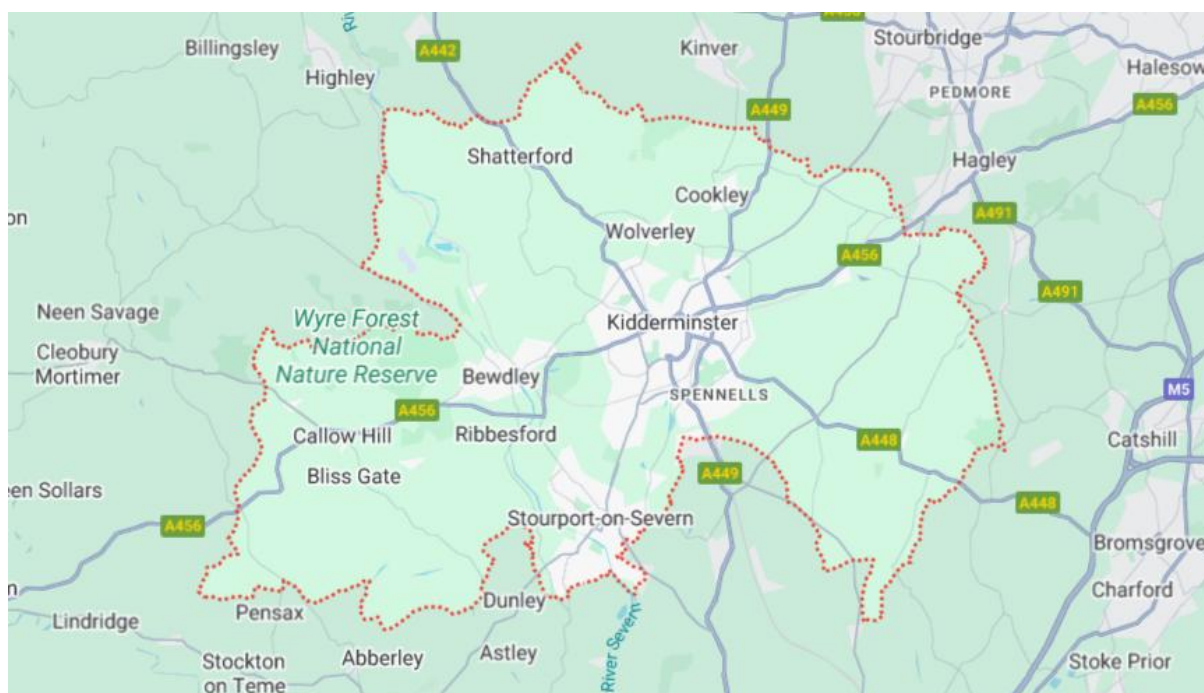 A442
Billingsley
Kinver
Stourbridge
Highley
Halesow
PEDMORE
A456
A449
Shatterford
Hagley
Cookley
A491
on
Wolverley
A456
A491
Neen Savage
Wyre Forest
National
Nature Reserve
Kidderminster
Cleobury
Mortimer
Bewdley
M5
SPENNELLS
A456
Callow Hill
Ribbesford
A448
Catshill
Bliss Gate
A449
een Sollars
A448
A456
Stourport-on-Severn
Bromsgrove
m
Charford
Dunley
Pensax
Lindridge
River Severn
Astley
Abberley
Stockton
on Teme
Stoke Prior